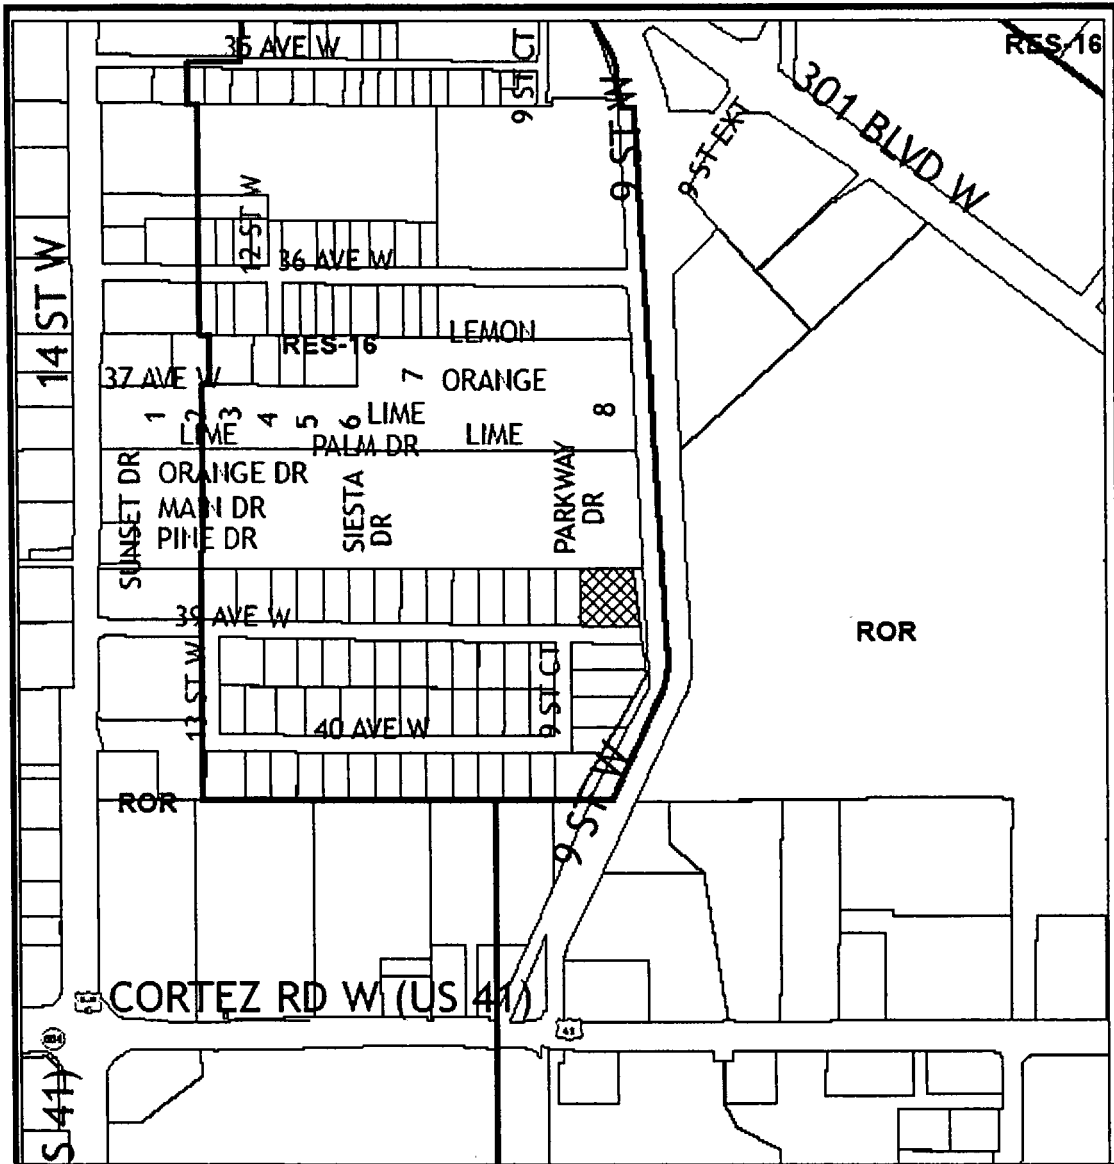 35 AVE W
9 ST CT
RES-16
301 BLVD W
9 ST W
9 ST EXT
12 ST W
36 AVE W
14 ST W
LEMON
RES-16
37 AVE W
7
ORANGE
1
2
3
4
5
6
LIME
8
LIME
PALM DR
LIME
SUNSET DR
ORANGE DR
MAIN DR
PINE DR
SIESTA
DR
PARKWAY
DR
39 AVE W
ROR
13 ST W
9 ST CT
40 AVE W
ROR
9 ST W
CORTEZ RD W (US 41)
41
S 41)